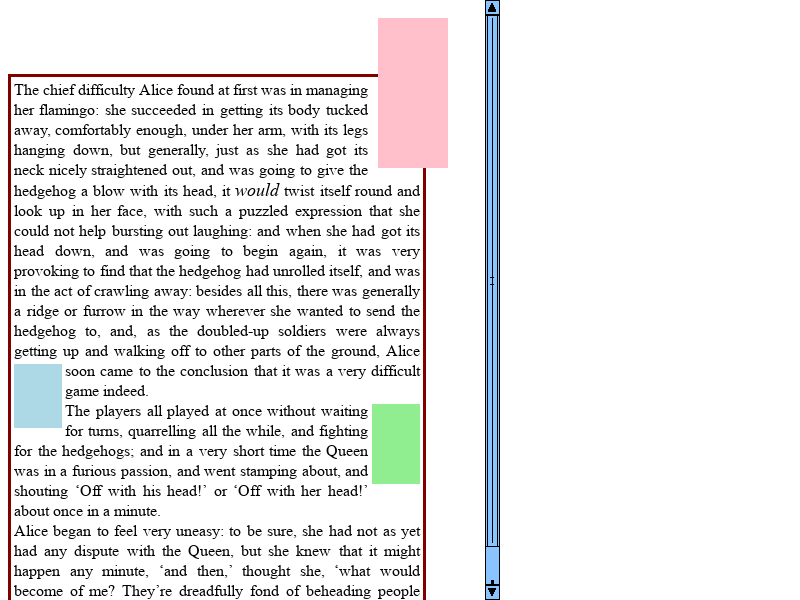 The chief difficulty Alice found at first was in managing
her flamingo: she succeeded in getting its body tucked
away, comfortably enough, under her arm, with its legs
hanging down, but generally, just as she had got its
neck nicely straightened out, and was going to give the
hedgehog a blow with its head, it would twist itself round and
look up in her face, with such a puzzled expression that she
could not help bursting out laughing: and when she had got its
head down, and was going to begin again, it was very
provoking to find that the hedgehog had unrolled itself, and was
in the act of crawling away: besides all this, there was generally
a ridge or furrow in the way wherever she wanted to send the
hedgehog to, and, as the doubled-up soldiers were always
getting up and walking off to other parts of the ground, Alice
soon came to the conclusion that it was a very difficult
game indeed.
The players all played at once without waiting
for turns, quarrelling all the while, and fighting
for the hedgehogs; and in a very short time the Queen
was in a furious passion, and went stamping about, and
shouting ‘Off with his head!’ or ‘Off with her head!’
about once in a minute.
Alice began to feel very uneasy: to be sure, she had not as yet
had any dispute with the Queen, but she knew that it might
happen any minute, ‘and then,’ thought she, ‘what would
become of me? They’re dreadfully fond of beheading people